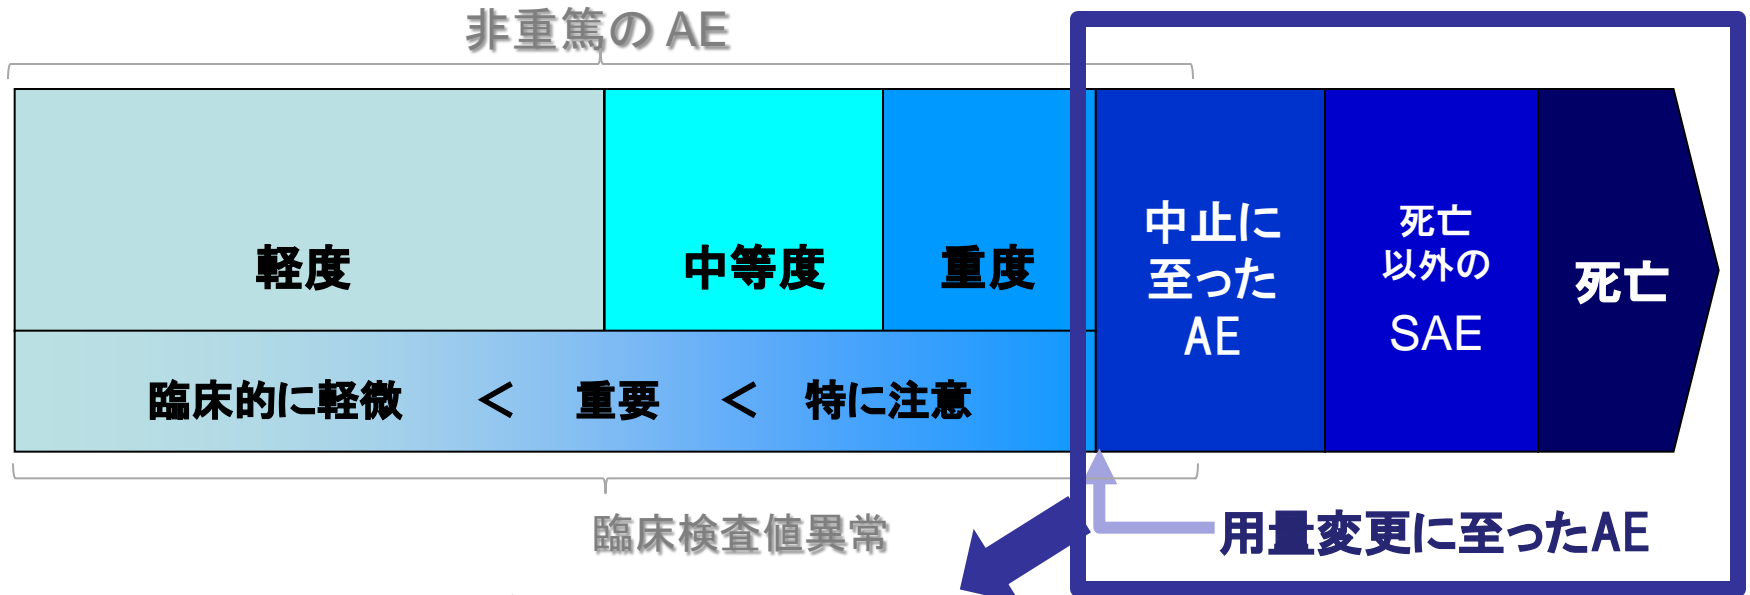 非重篤の AE
軽度
中等度
重度
中止に
至った
AE
死亡
以外の
SAE
死亡
臨床的に軽微 < 重要 < 特に注意
臨床検査値異常
用量変更に至ったAE